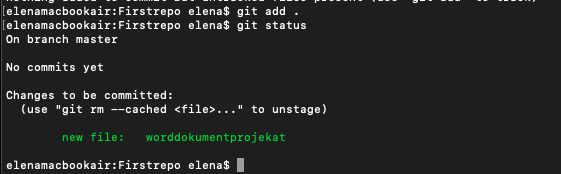 elenamacbookair:Firstrepo elena$ git add .
elenamacbookair:Firstrepo elena$ git status
On branch master
No commits yet
Changes to be committed:
(use "git rm --cached <file>..." to unstage)
new file: worddokumentprojekat
elenamacbookair:Firstrepo elena$